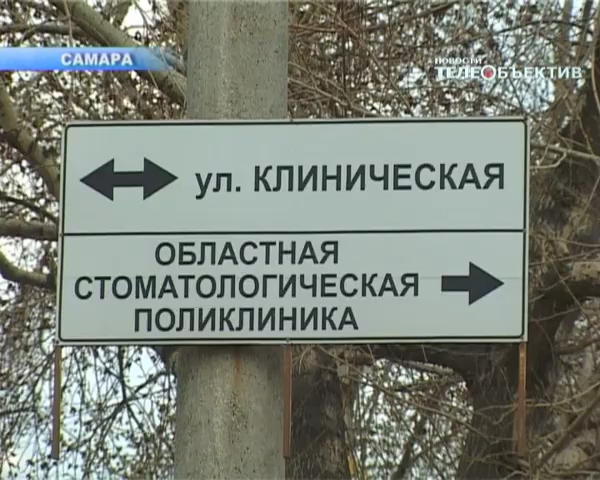 САМАРА
НОВОСТИ
ТЕЛЕОБЪЕКТИВ
ул. КЛИНИЧЕСКАЯ
ОБЛАСТНАЯ
СТОМАТОЛОГИЧЕСКАЯ
ПОЛИКЛИНИКА